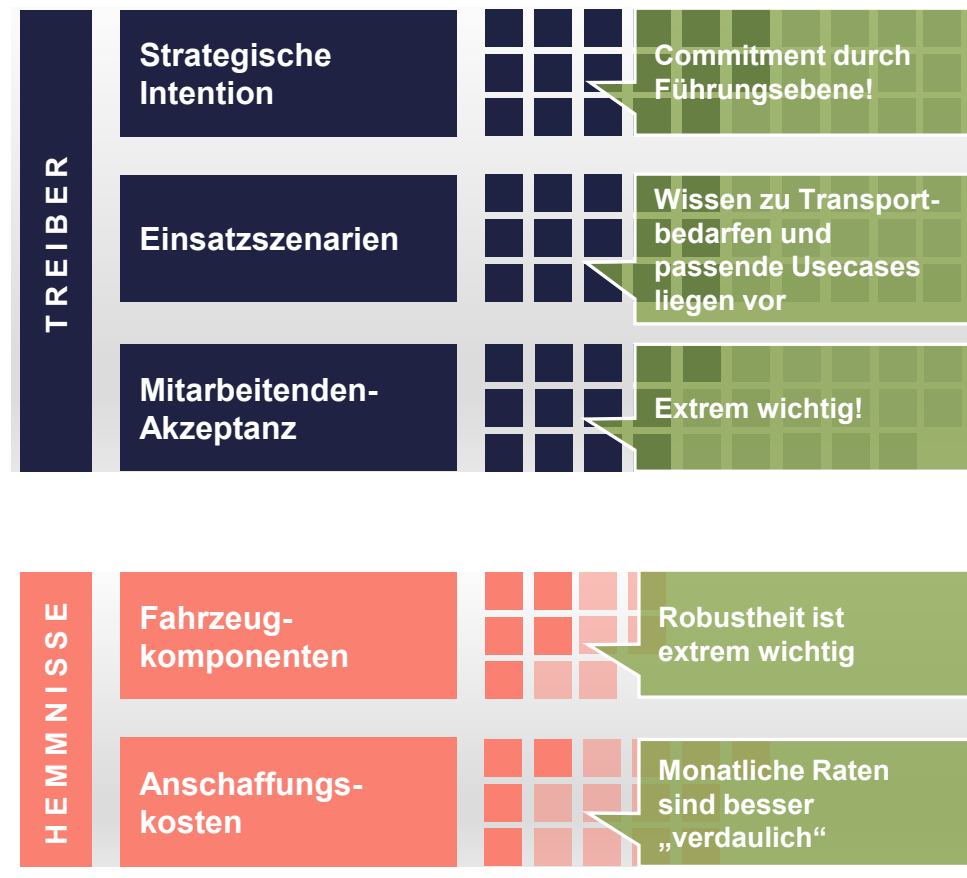 TREIBER
Strategische
Intention
Commitment durch
Führungsebene!
Einsatzszenarien
Wissen zu Transport-
bedarfen und
passende Usecases
liegen vor
Mitarbeitenden-
Akzeptanz
Extrem wichtig!
HEMMNISSE
Fahrzeug-
komponenten
Robustheit ist
extrem wichtig
Anschaffungs-
kosten
Monatliche Raten
sind besser
„verdaulich“